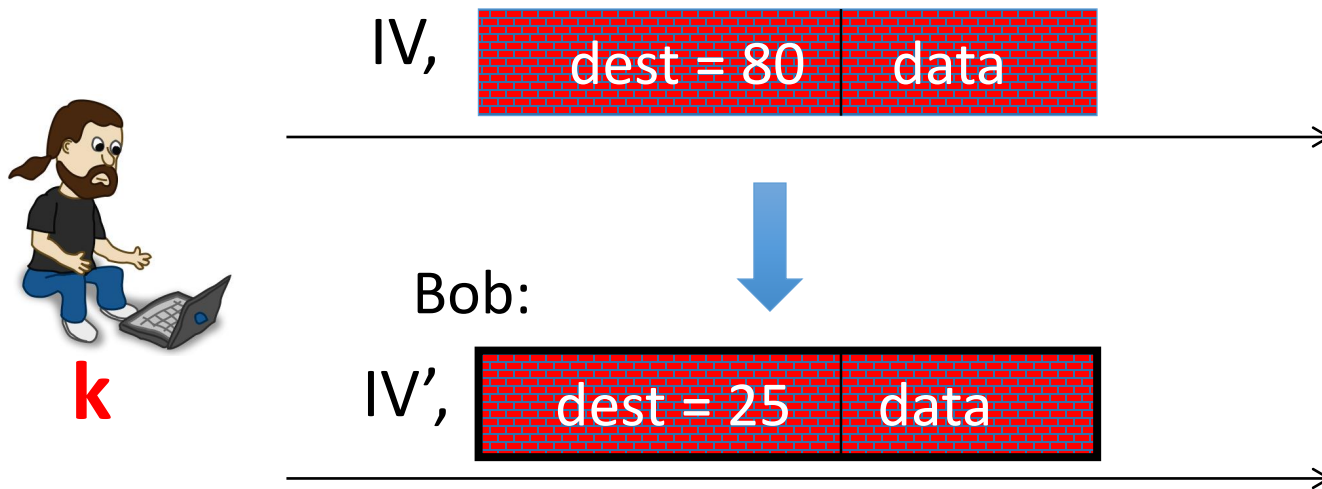 IV, dest = 80 data
Bob:
k
IV’, dest = 25 data